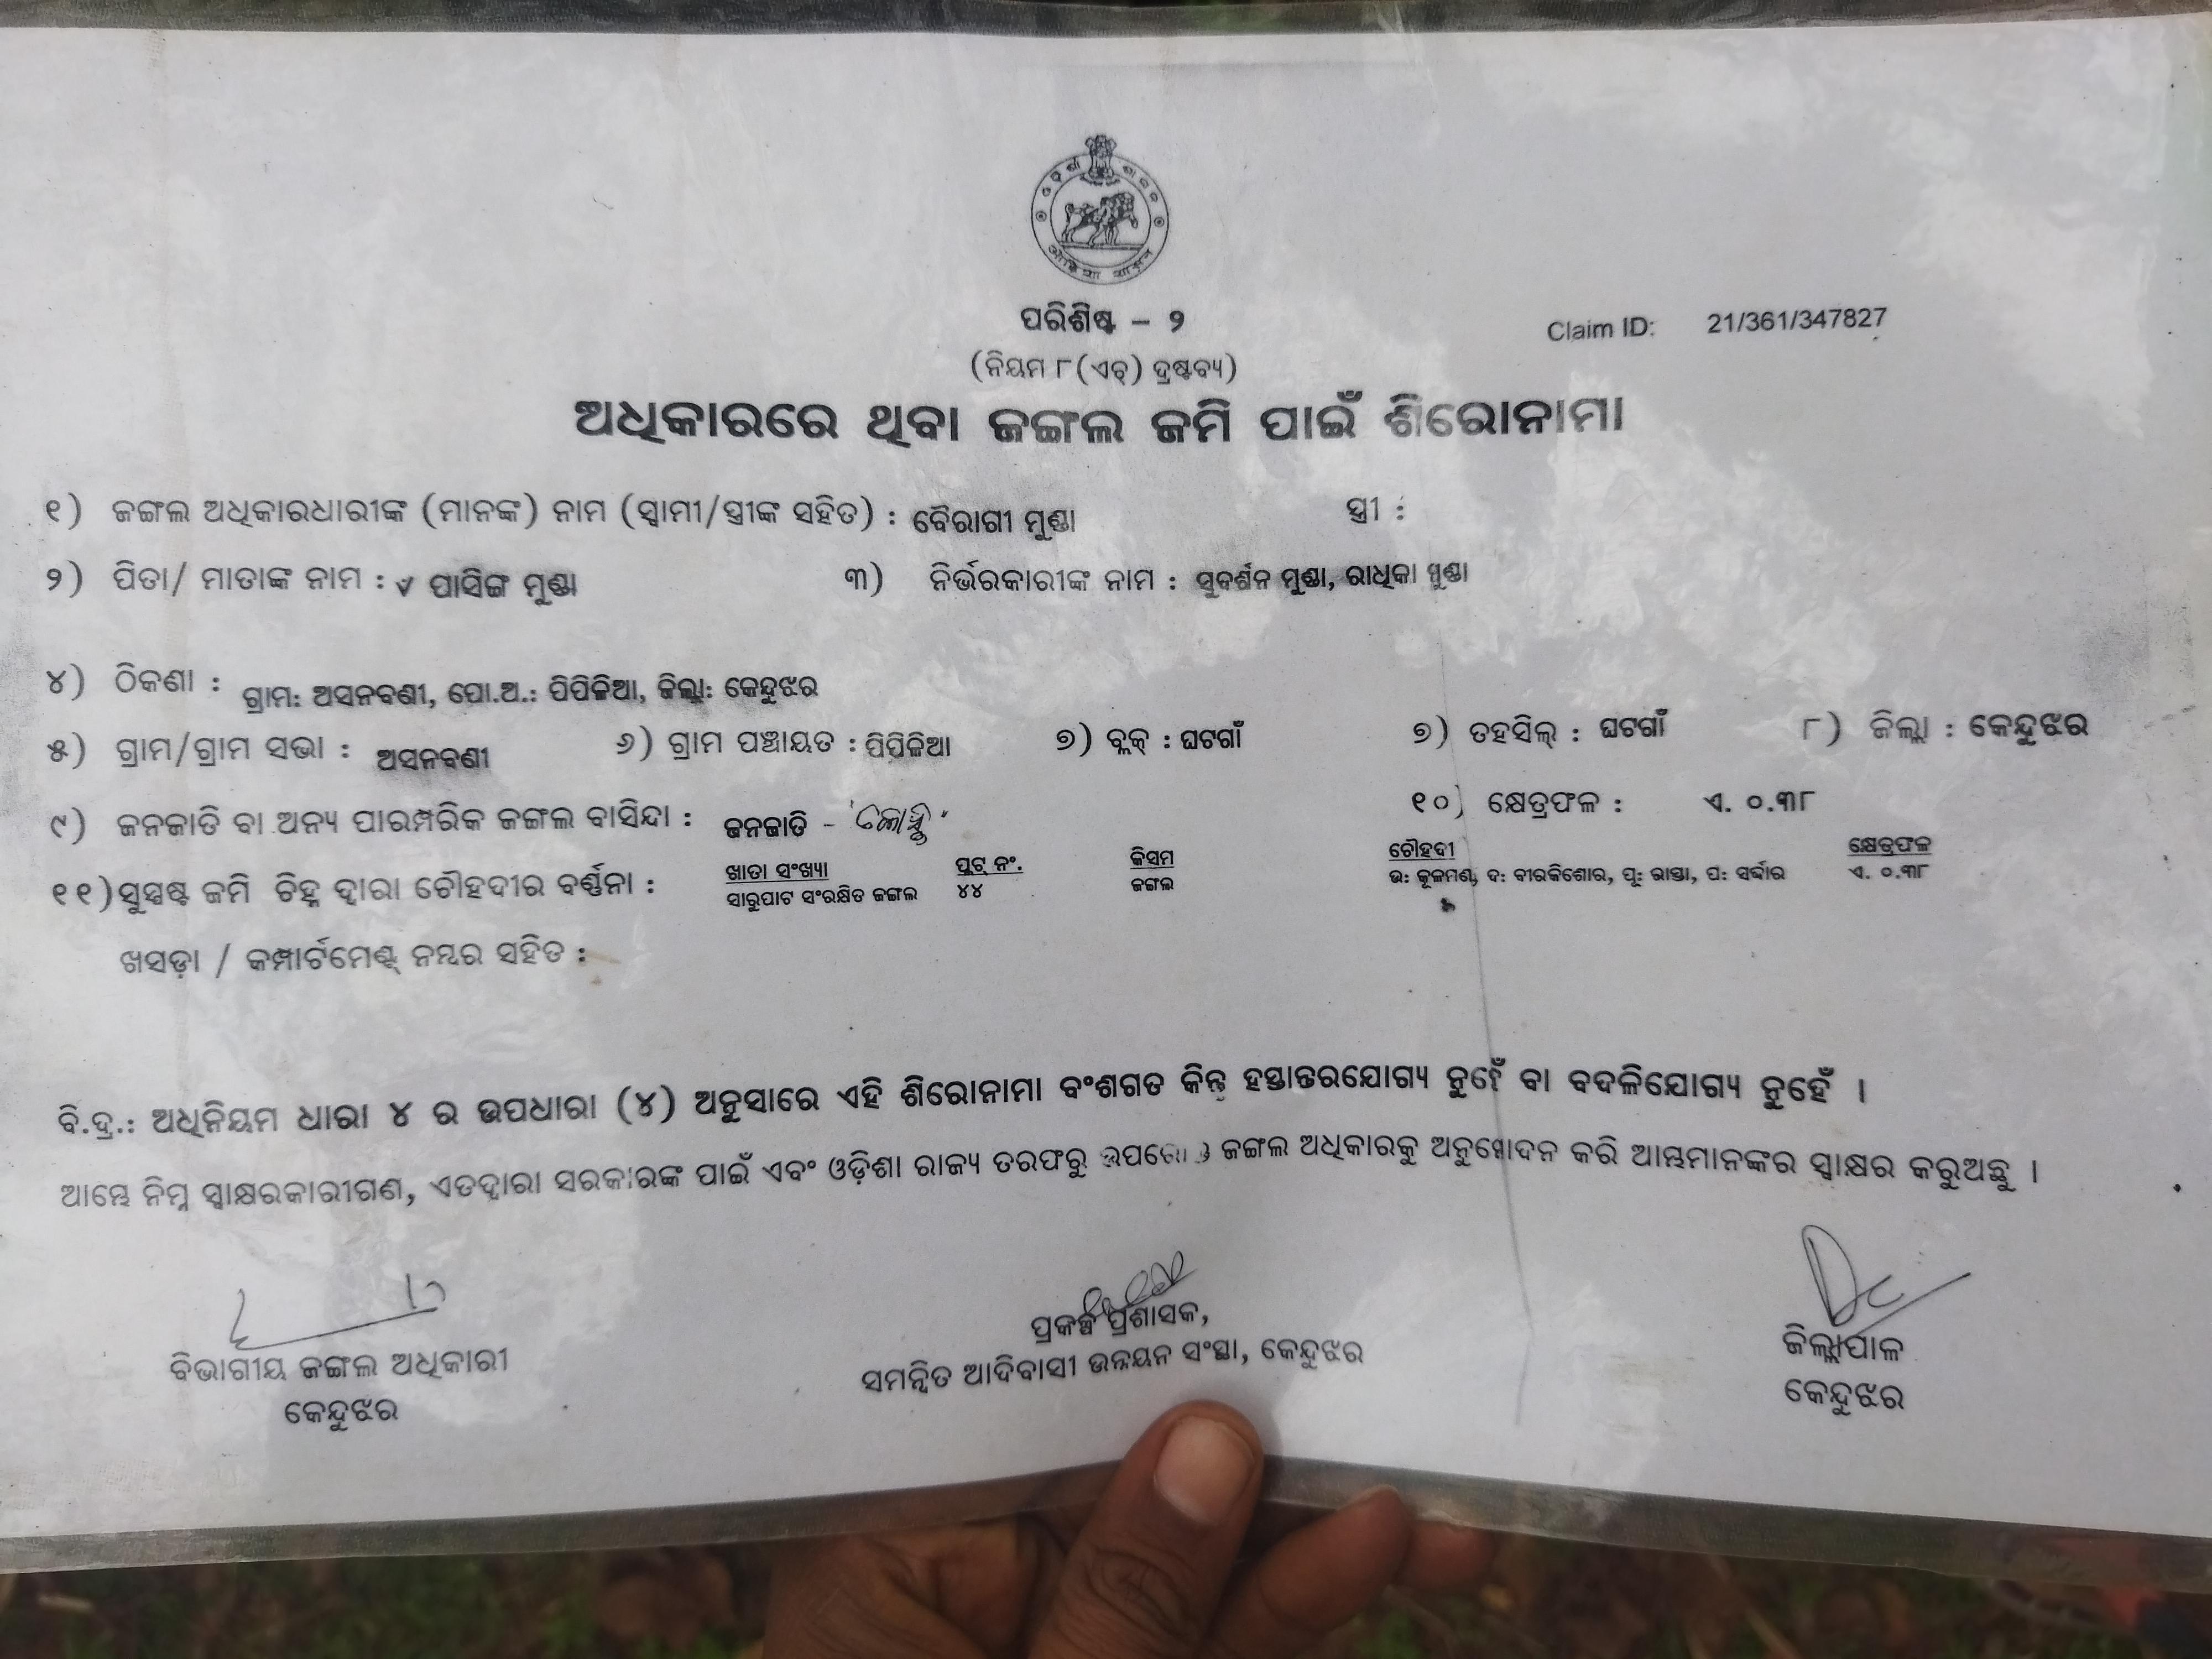 ପରିଶିଷ୍ଟ – ୨
Claim ID: 21/361/347827
(ନିୟମ ୮(ଏଚ୍) ଦ୍ରଷ୍ଟବ୍ୟ)
ଅଧିକାରରେ ଥିବା ଜଙ୍ଗଲ ଜମି ପାଇଁ ଶିରୋନାମା
୧) ଜଙ୍ଗଲ ଅଧିକାରଧାରୀଙ୍କ (ମାନଙ୍କ) ନାମ (ସ୍ୱାମୀ/ସ୍ତ୍ରୀଙ୍କ ସହିତ) : ବୈରାଗୀ ମୁଣ୍ଡା ସ୍ତ୍ରୀ :
୨) ପିତା/ ମାତାଙ୍କ ନାମ : ପାସିଙ୍ଗ ମୁଣ୍ଡା ୩) ନିର୍ଭରକାରୀଙ୍କ ନାମ : ସୁଦର୍ଶନ ମୁଣ୍ଡା, ରାଧିକା ମୁଣ୍ଡା
୪) ଠିକଣା : ଗ୍ରାମ: ଅସନବଣୀ, ପୋ.ଅ.: ପିପିଳିଆ, ଜିଲ୍ଲା: କେନ୍ଦୁଝର
୫) ଗ୍ରାମ/ଗ୍ରାମ ସଭା : ଅସନବଣୀ ୬) ଗ୍ରାମ ପଞ୍ଚାୟତ : ପିପିଳିଆ ୭) ବ୍ଲକ୍ : ଘଟଗାଁ ୭) ତହସିଲ୍ : ଘଟଗାଁ ୮) ଜିଲ୍ଲା : କେନ୍ଦୁଝର
୯) ଜନଜାତି ବା ଅନ୍ୟ ପାରମ୍ପରିକ ଜଙ୍ଗଲ ବାସିନ୍ଦା : ଜନଜାତି - ୧୦) କ୍ଷେତ୍ରଫଳ : ଏ. ୦.୩୮
୧୧) ସୁସ୍ପଷ୍ଟ ଜମି ଚିହ୍ନ ଦ୍ୱାରା ଚୌହଦୀର ବର୍ଣ୍ଣନା : ଖାତା ସଂଖ୍ୟା ପ୍ଲଟ୍ ନଂ. କିସମ ଚୌହଦୀ କ୍ଷେତ୍ରଫଳ
ସାରୁପାଟ ସଂରକ୍ଷିତ ଜଙ୍ଗଲ ୪୪ ଜଙ୍ଗଲ ଉ: କୂଳମଣି, ଦ: ବୀରକିଶୋର, ପୂ: ରାସ୍ତା, ପ: ସର୍ଦ୍ଦାର ଏ. ୦.୩୮
ଖସଡ଼ା / କମ୍ପାର୍ଟମେଣ୍ଟ୍ ନମ୍ବର ସହିତ :
ବି.ଦ୍ର.: ଅଧିନିୟମ ଧାରା ୪ ର ଉପଧାରା (୪) ଅନୁସାରେ ଏହି ଶିରୋନାମା ବଂଶଗତ କିନ୍ତୁ ହସ୍ତାନ୍ତରଯୋଗ୍ୟ ନୁହେଁ ବା ବଦଳିଯୋଗ୍ୟ ନୁହେଁ ।
ଆମ୍ଭେ ନିମ୍ନ ସ୍ୱାକ୍ଷରକାରୀଗଣ, ଏତଦ୍ଦ୍ୱାରା ସରକାରଙ୍କ ପାଇଁ ଏବଂ ଓଡ଼ିଶା ରାଜ୍ୟ ତରଫରୁ ଉପରୋକ୍ତ ଜଙ୍ଗଲ ଅଧିକାରକୁ ଅନୁମୋଦନ କରି ଆମ୍ଭମାନଙ୍କର ସ୍ୱାକ୍ଷର କରୁଅଛୁ ।
ବିଭାଗୀୟ ଜଙ୍ଗଲ ଅଧିକାରୀ
କେନ୍ଦୁଝର
ପ୍ରକଳ୍ପ ପ୍ରଶାସକ,
ସମନ୍ୱିତ ଆଦିବାସୀ ଉନ୍ନୟନ ସଂସ୍ଥା, କେନ୍ଦୁଝର
ଜିଲ୍ଲାପାଳ
କେନ୍ଦୁଝର